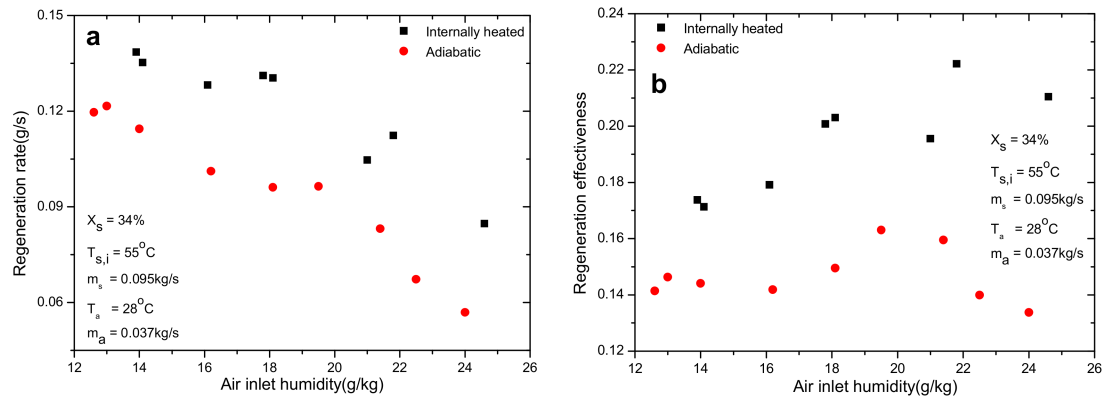 a
Internally heated
Adiabatic
Regeneration rate(g/s)
0.15
0.12
0.09
0.06
X_s = 34%
T_s,i = 55°C
m_s = 0.095kg/s
T_a = 28°C
m_a = 0.037kg/s
12 14 16 18 20 22 24 26
Air inlet humidity(g/kg)
b
Internally heated
Adiabatic
Regeneration effectiveness
0.24
0.22
0.20
0.18
0.16
0.14
0.12
X_s = 34%
T_s,i = 55°C
m_s = 0.095kg/s
T_a = 28°C
m_a = 0.037kg/s
12 14 16 18 20 22 24 26
Air inlet humidity(g/kg)